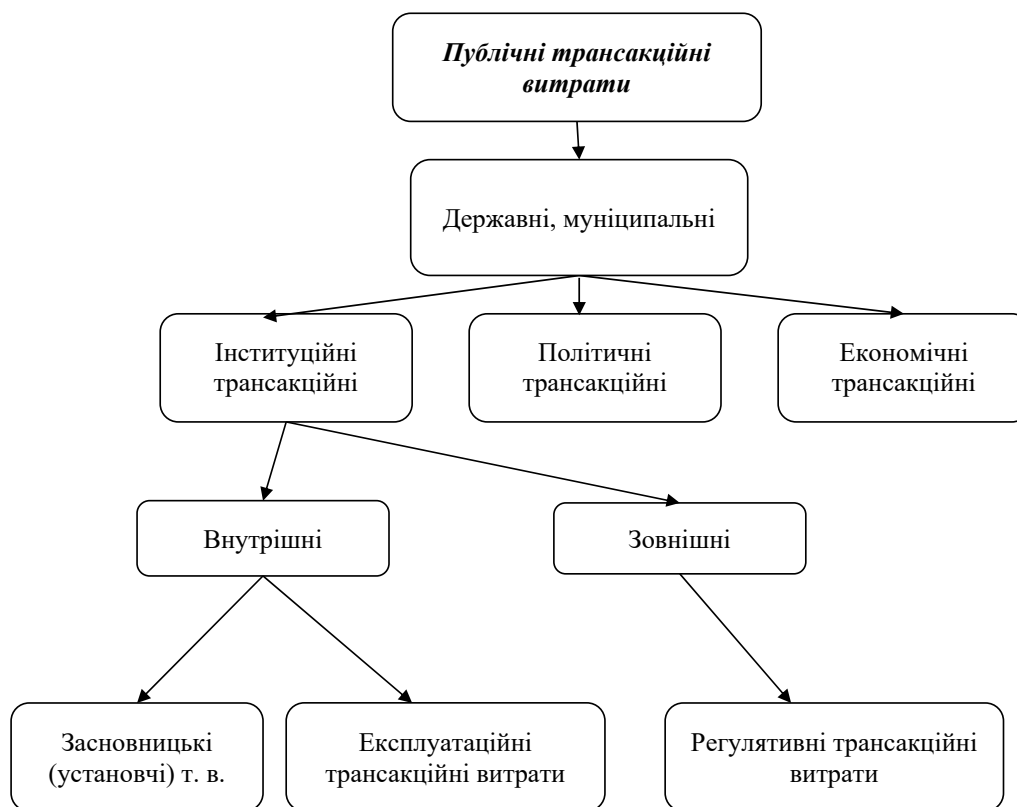 Публічні трансакційні
витрати
Державні, муніципальні
Інституційні
трансакційні
Політичні
трансакційні
Економічні
трансакційні
Внутрішні
Зовнішні
Засновницькі
(установчі) т. в.
Експлуатаційні
трансакційні витрати
Регулятивні трансакційні
витрати